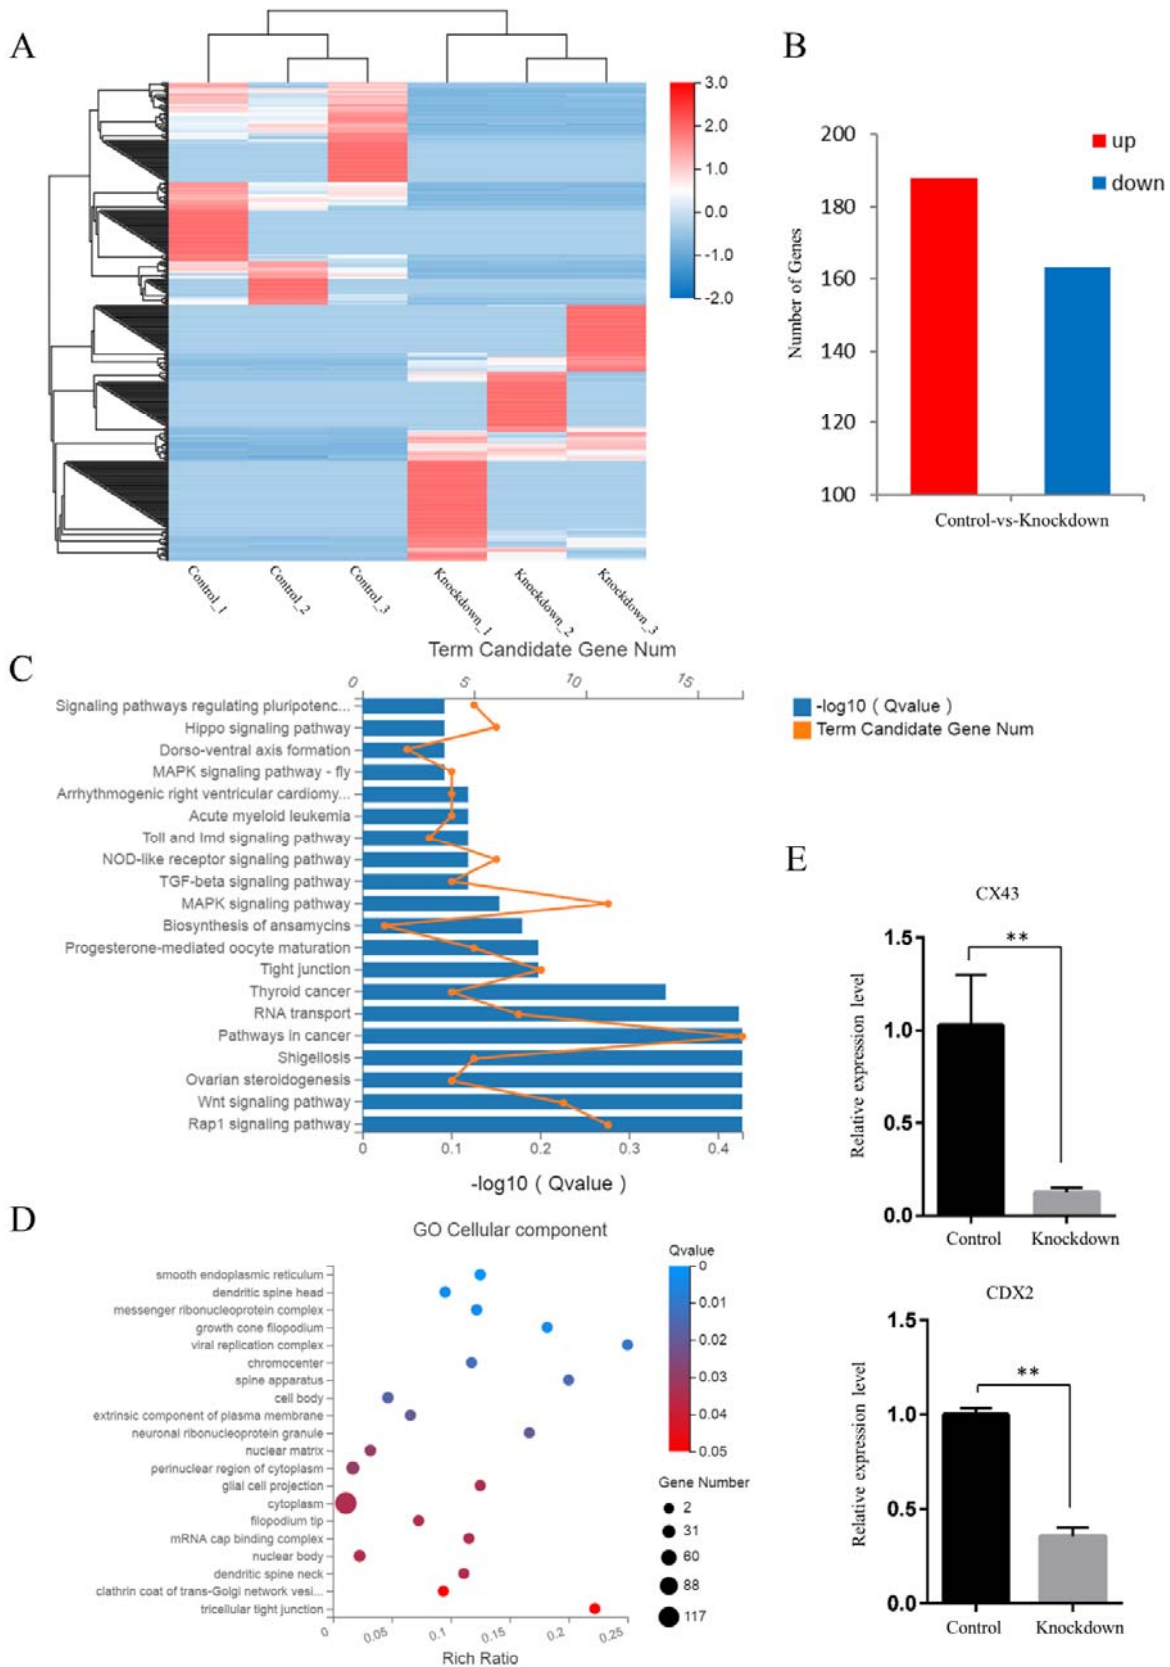 A
3.0
2.0
1.0
0.0
-1.0
-2.0
Control_1
Control_2
Control_3
Knockdown_1
Knockdown_2
Knockdown_3
B
200
180
160
140
120
100
Number of Genes
up
down
Control-vs-Knockdown
C
Term Candidate Gene Num
0
5
10
15
Signaling pathways regulating pluripotenc...
Hippo signaling pathway
Dorso-ventral axis formation
MAPK signaling pathway - fly
Arrhythmogenic right ventricular cardiomy...
Acute myeloid leukemia
Toll and Imd signaling pathway
NOD-like receptor signaling pathway
TGF-beta signaling pathway
MAPK signaling pathway
Biosynthesis of ansamycins
Progesterone-mediated oocyte maturation
Tight junction
Thyroid cancer
RNA transport
Pathways in cancer
Shigellosis
Ovarian steroidogenesis
Wnt signaling pathway
Rap1 signaling pathway
0
0.1
0.2
0.3
0.4
-log10 ( Qvalue )
-log10 ( Qvalue )
Term Candidate Gene Num
D
GO Cellular component
smooth endoplasmic reticulum
dendritic spine head
messenger ribonucleoprotein complex
growth cone filopodium
viral replication complex
chromocenter
spine apparatus
cell body
extrinsic component of plasma membrane
neuronal ribonucleoprotein granule
nuclear matrix
perinuclear region of cytoplasm
glial cell projection
cytoplasm
filopodium tip
mRNA cap binding complex
nuclear body
dendritic spine neck
clathrin coat of trans-Golgi network vesi...
tricellular tight junction
0
0.05
0.1
0.15
0.2
0.25
Rich Ratio
Qvalue
0
0.01
0.02
0.03
0.04
0.05
Gene Number
2
31
60
88
117
E
CX43
1.5
1.0
0.5
0.0
Relative expression level
**
Control
Knockdown
CDX2
1.5
1.0
0.5
0.0
Relative expression level
**
Control
Knockdown